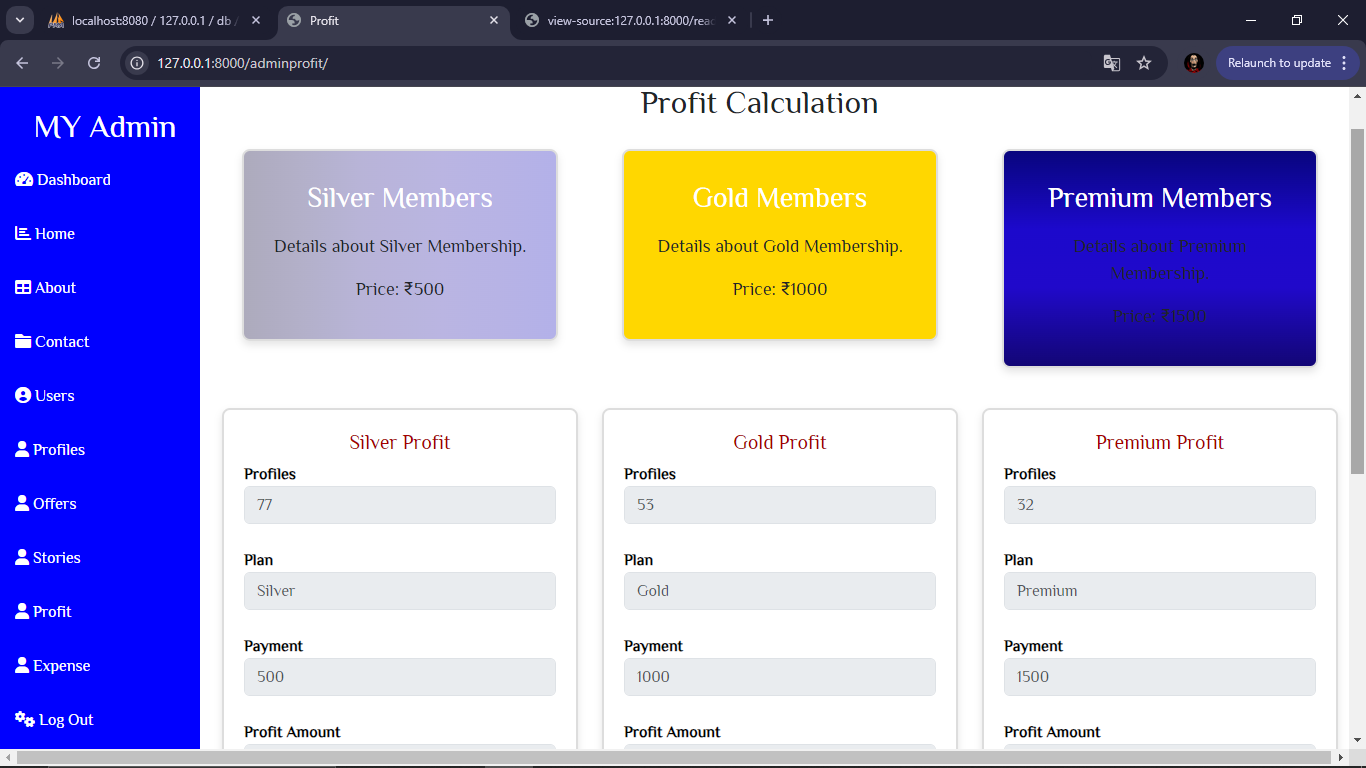 localhost:8080 / 127.0.0.1 / db /
Profit
view-source:127.0.0.1:8000/read
127.0.0.1:8000/adminprofit/
Relaunch to update
MY Admin
Dashboard
Home
About
Contact
Users
Profiles
Offers
Stories
Profit
Expense
Log Out
Profit Calculation
Silver Members
Details about Silver Membership.
Price: ₹500
Gold Members
Details about Gold Membership.
Price: ₹1000
Premium Members
Details about Premium
Membership.
Price: ₹1500
Silver Profit
Profiles
77
Plan
Silver
Payment
500
Profit Amount
Gold Profit
Profiles
53
Plan
Gold
Payment
1000
Profit Amount
Premium Profit
Profiles
32
Plan
Premium
Payment
1500
Profit Amount